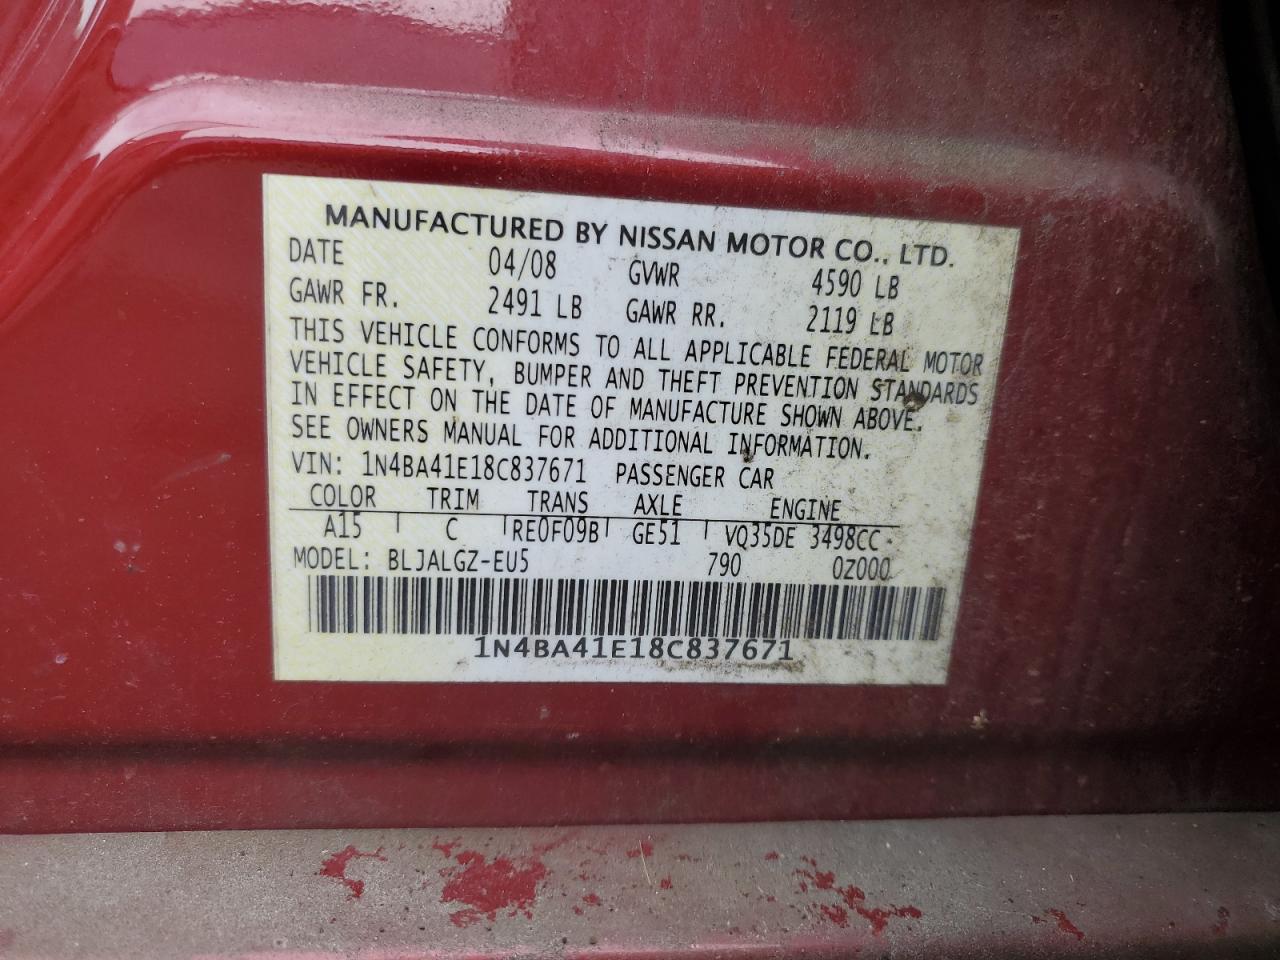 MANUFACTURED BY NISSAN MOTOR CO., LTD.
DATE 04/08 GVWR 4590 LB
GAWR FR. 2491 LB GAWR RR. 2119 LB
THIS VEHICLE CONFORMS TO ALL APPLICABLE FEDERAL MOTOR
VEHICLE SAFETY, BUMPER AND THEFT PREVENTION STANDARDS
IN EFFECT ON THE DATE OF MANUFACTURE SHOWN ABOVE.
SEE OWNERS MANUAL FOR ADDITIONAL INFORMATION.
VIN: 1N4BA41E18C837671 PASSENGER CAR
COLOR TRIM TRANS AXLE ENGINE
A15 C RE0F09B GE51 VQ35DE 3498CC
MODEL: BLJALGZ-EU5 790 0Z000
1N4BA41E18C837671